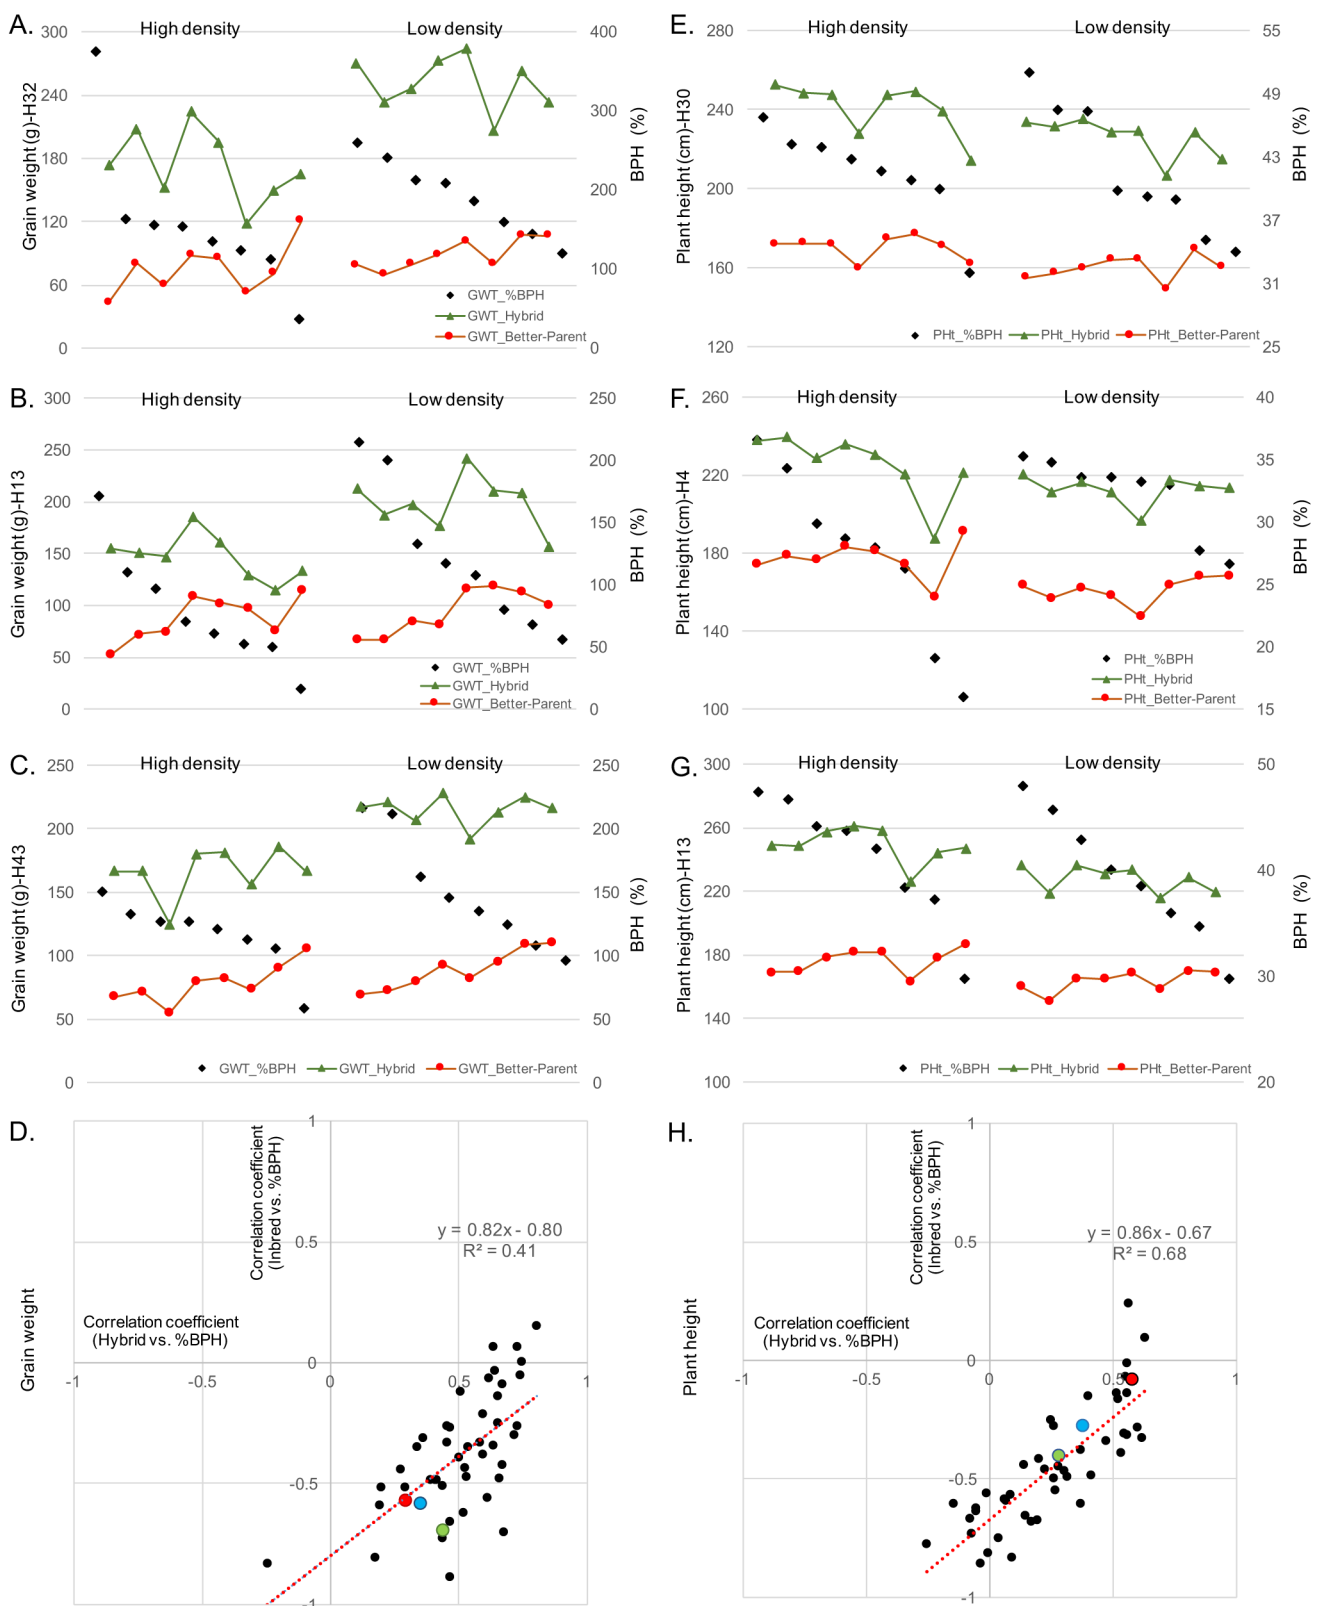 A.
High density
Low density
Grain weight (g)-H32
BPH (%)
300
240
180
120
60
0
400
300
200
100
0
GWT_%BPH
GWT_Hybrid
GWT_Better-Parent
E.
High density
Low density
Plant height (cm)-H30
BPH (%)
280
240
200
160
120
55
49
43
37
31
25
PHt_%BPH
PHt_Hybrid
PHt_Better-Parent
B.
High density
Low density
Grain weight (g)-H13
BPH (%)
300
250
200
150
100
50
0
250
200
150
100
50
0
GWT_%BPH
GWT_Hybrid
GWT_Better-Parent
F.
High density
Low density
Plant height (cm)-H4
BPH (%)
260
220
180
140
100
40
35
30
25
20
15
PHt_%BPH
PHt_Hybrid
PHt_Better-Parent
C.
High density
Low density
Grain weight (g)-H43
BPH (%)
250
200
150
100
50
0
250
200
150
100
50
0
GWT_%BPH
GWT_Hybrid
GWT_Better-Parent
G.
High density
Low density
Plant height (cm)-H13
BPH (%)
300
260
220
180
140
100
50
40
30
20
PHt_%BPH
PHt_Hybrid
PHt_Better-Parent
D.
Grain weight
Correlation coefficient
(Inbred vs. %BPH)
Correlation coefficient
(Hybrid vs. %BPH)
y = 0.82x - 0.80
R² = 0.41
1
0.5
0
-0.5
-1
-1
-0.5
0
0.5
1
H.
Plant height
Correlation coefficient
(Inbred vs. %BPH)
Correlation coefficient
(Hybrid vs. %BPH)
y = 0.86x - 0.67
R² = 0.68
1
0.5
0
-0.5
-1
-1
-0.5
0
0.5
1